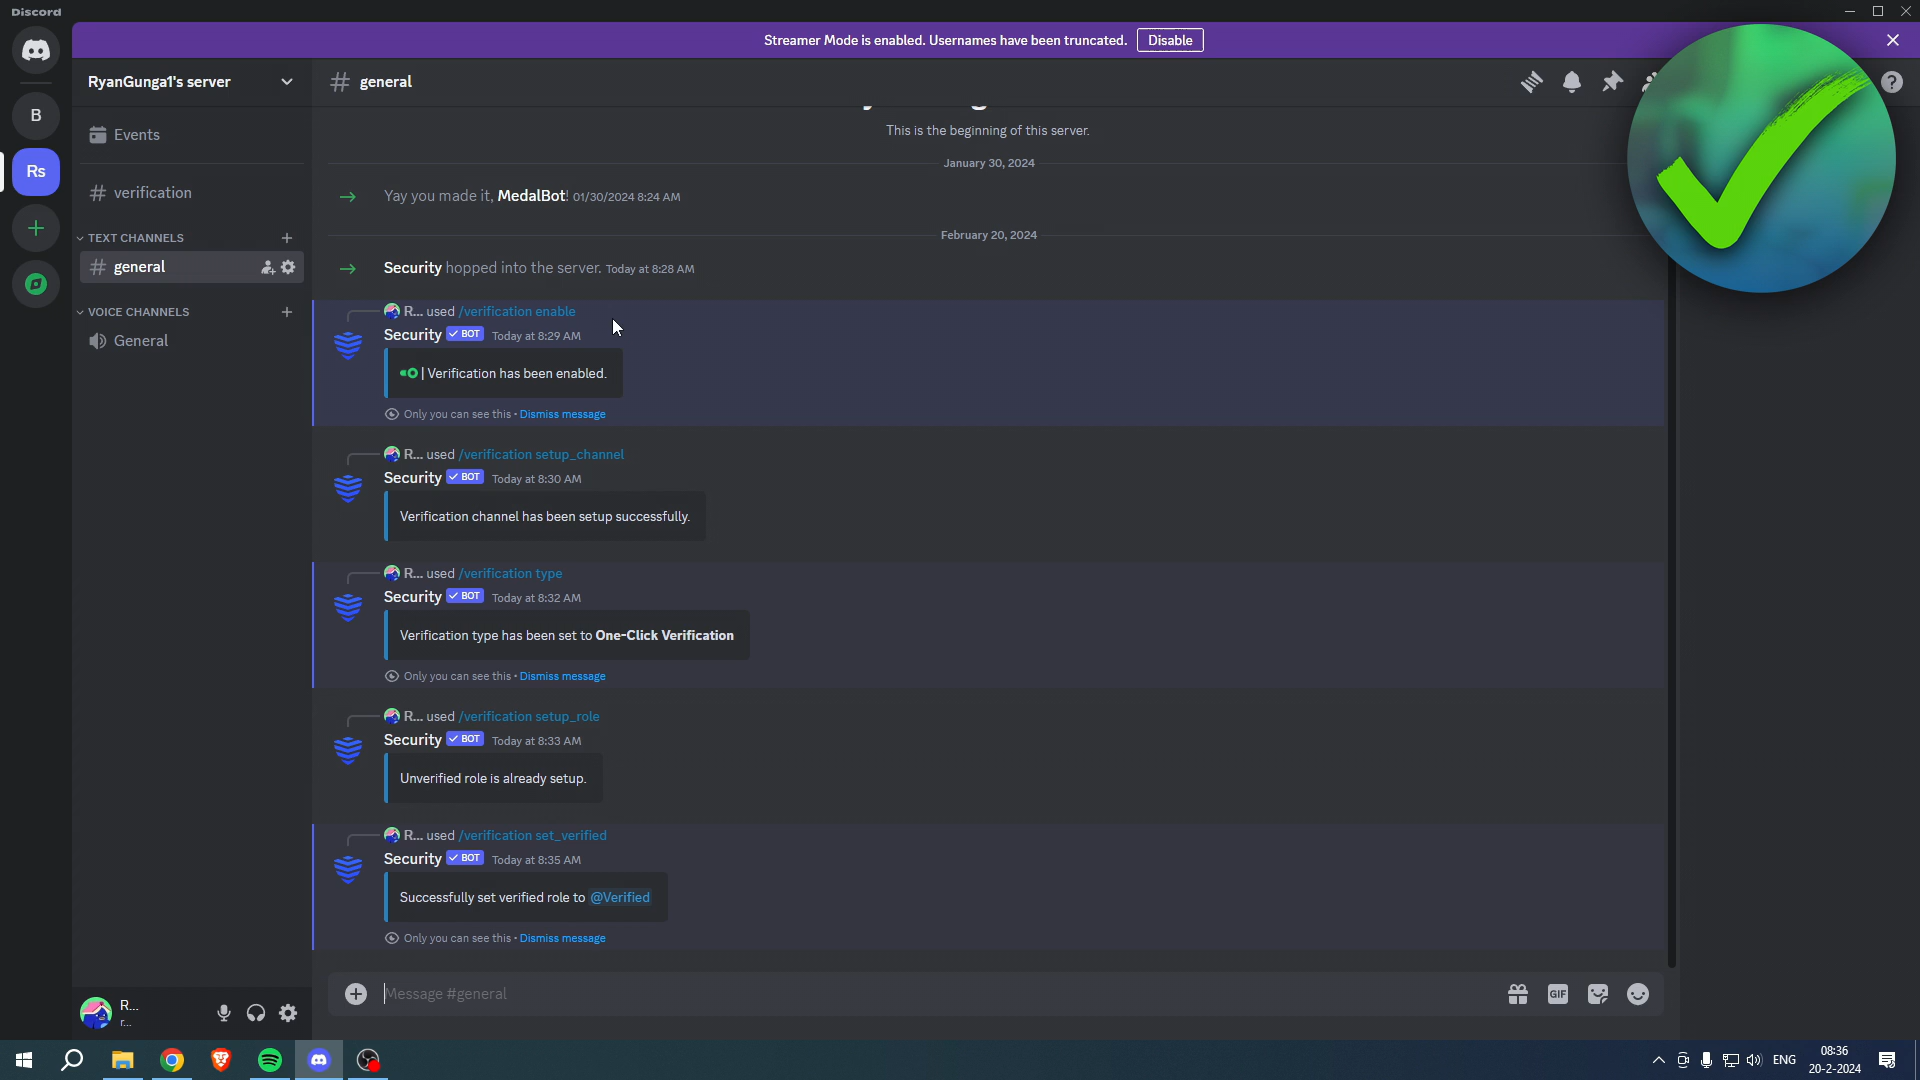 Discord
Streamer Mode is enabled. Usernames have been truncated. Disable
B
Rs
RyanGunga1's server
Events
verification
TEXT CHANNELS
general
VOICE CHANNELS
General
R...
r...
general
This is the beginning of this server.
January 30, 2024
Yay you made it, MedalBot! 01/30/2024 8:24 AM
February 20, 2024
Security hopped into the server. Today at 8:28 AM
R... used /verification enable
Security BOT Today at 8:29 AM
| Verification has been enabled.
Only you can see this • Dismiss message
R... used /verification setup_channel
Security BOT Today at 8:30 AM
Verification channel has been setup successfully.
R... used /verification type
Security BOT Today at 8:32 AM
Verification type has been set to One-Click Verification
Only you can see this • Dismiss message
R... used /verification setup_role
Security BOT Today at 8:33 AM
Unverified role is already setup.
R... used /verification set_verified
Security BOT Today at 8:35 AM
Successfully set verified role to @Verified
Only you can see this • Dismiss message
Message #general
GIF
ENG
08:36
20-2-2024